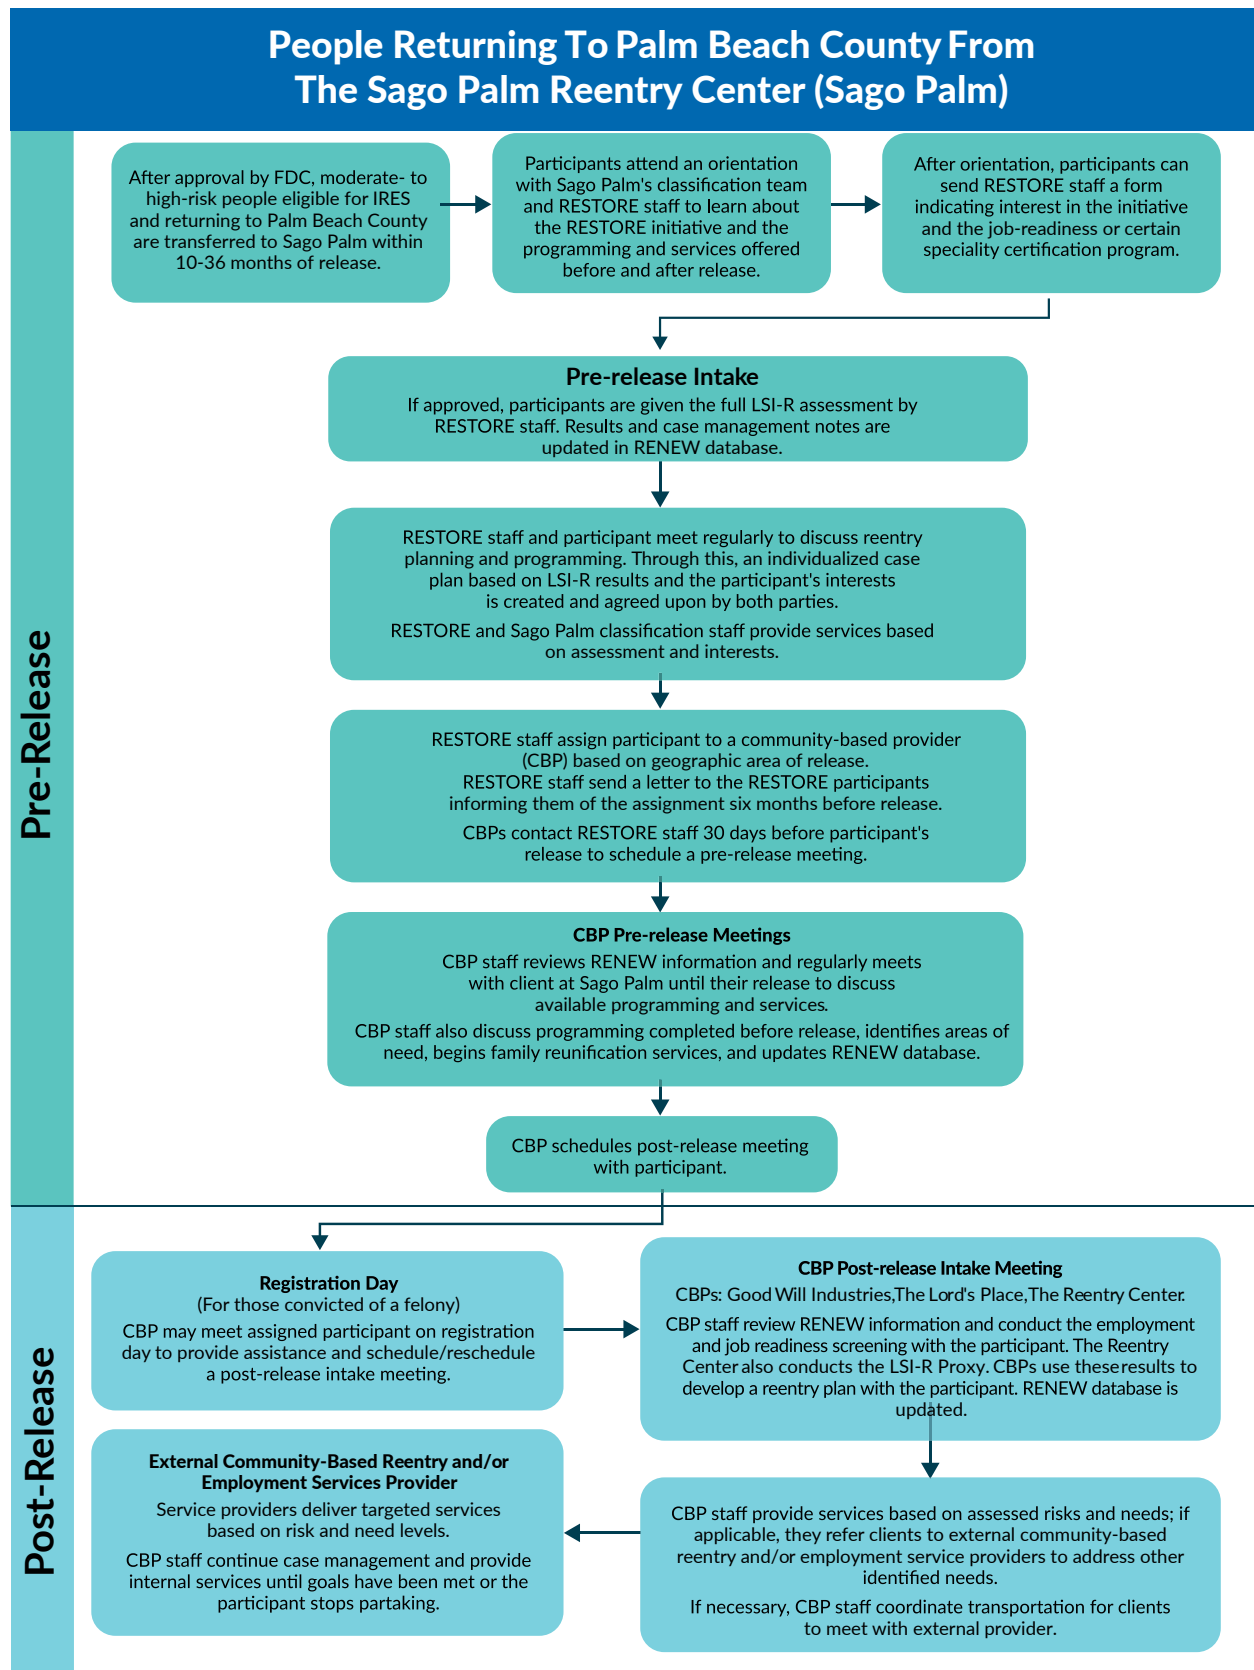 People Returning To Palm Beach County From
The Sago Palm Reentry Center (Sago Palm)
Pre-Release
After approval by FDC, moderate- to
high-risk people eligible for IRES
and returning to Palm Beach County
are transferred to Sago Palm within
10-36 months of release.
Participants attend an orientation
with Sago Palm's classification team
and RESTORE staff to learn about
the RESTORE initiative and the
programming and services offered
before and after release.
After orientation, participants can
send RESTORE staff a form
indicating interest in the initiative
and the job-readiness or certain
speciality certification program.
Pre-release Intake
If approved, participants are given the full LSI-R assessment by
RESTORE staff. Results and case management notes are
updated in RENEW database.
RESTORE staff and participant meet regularly to discuss reentry
planning and programming. Through this, an individualized case
plan based on LSI-R results and the participant's interests
is created and agreed upon by both parties.
RESTORE and Sago Palm classification staff provide services based
on assessment and interests.
RESTORE staff assign participant to a community-based provider
(CBP) based on geographic area of release.
RESTORE staff send a letter to the RESTORE participants
informing them of the assignment six months before release.
CBPs contact RESTORE staff 30 days before participant's
release to schedule a pre-release meeting.
CBP Pre-release Meetings
CBP staff reviews RENEW information and regularly meets
with client at Sago Palm until their release to discuss
available programming and services.
CBP staff also discuss programming completed before release, identifies areas of
need, begins family reunification services, and updates RENEW database.
CBP schedules post-release meeting
with participant.
Post-Release
Registration Day
(For those convicted of a felony)
CBP may meet assigned participant on registration
day to provide assistance and schedule/reschedule
a post-release intake meeting.
CBP Post-release Intake Meeting
CBPs: Good Will Industries,The Lord's Place,The Reentry Center.
CBP staff review RENEW information and conduct the employment
and job readiness screening with the participant. The Reentry
Center also conducts the LSI-R Proxy. CBPs use these results to
develop a reentry plan with the participant. RENEW database is
updated.
External Community-Based Reentry and/or
Employment Services Provider
Service providers deliver targeted services
based on risk and need levels.
CBP staff continue case management and provide
internal services until goals have been met or the
participant stops partaking.
CBP staff provide services based on assessed risks and needs; if
applicable, they refer clients to external community-based
reentry and/or employment service providers to address other
identified needs.
If necessary, CBP staff coordinate transportation for clients
to meet with external provider.